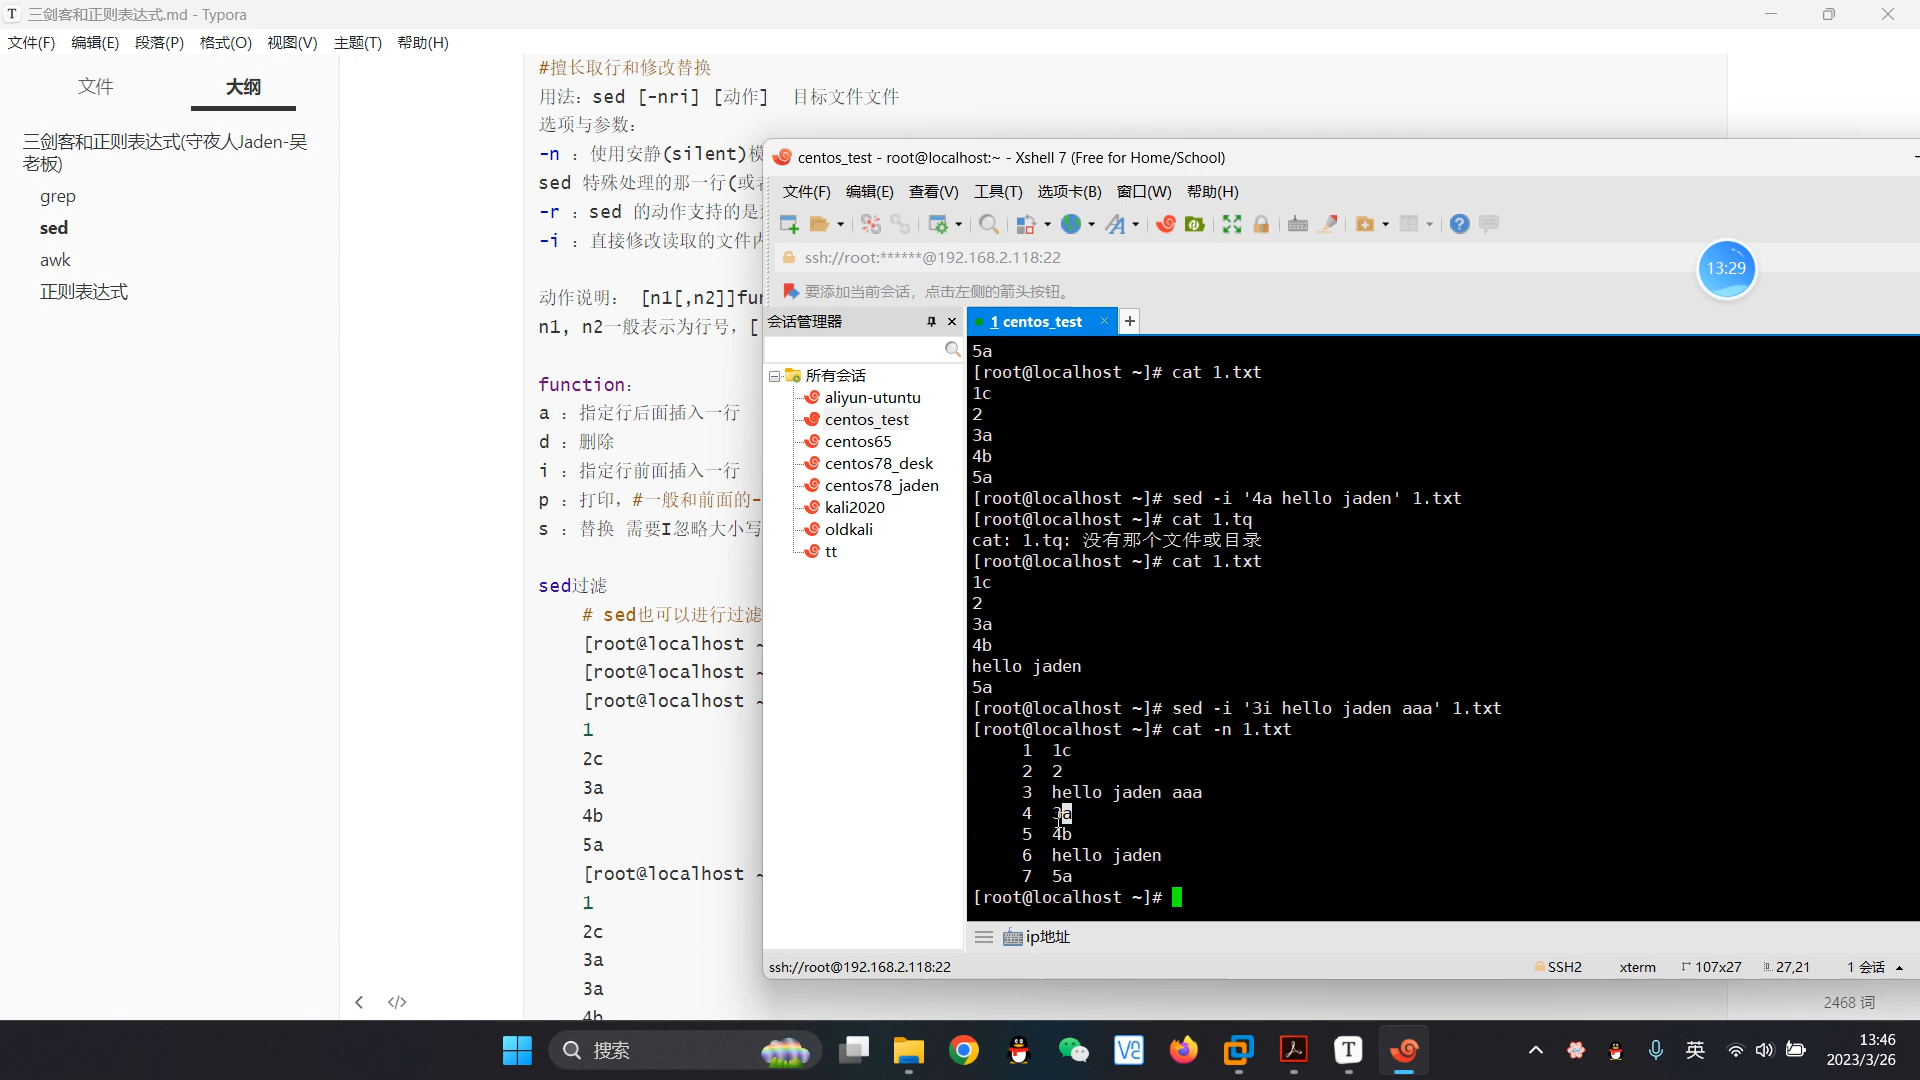 三剑客和正则表达式.md - Typora
文件(F) 编辑(E) 段落(P) 格式(O) 视图(V) 主题(T) 帮助(H)
文件 大纲
三剑客和正则表达式(守夜人Jaden-吴
老板)
grep
sed
awk
正则表达式
#擅长取行和修改替换
用法：sed [-nri] [动作] 目标文件文件
选项与参数：
-n ：使用安静(silent)模
sed 特殊处理的那一行(或者
-r ：sed 的动作支持的是
-i ：直接修改读取的文件内
动作说明： [n1[,n2]]fun
n1, n2一般表示为行号，[
function：
a ：指定行后面插入一行
d ：删除
i ：指定行前面插入一行
p ：打印，#一般和前面的-
s ：替换 需要I忽略大小写
sed过滤
# sed也可以进行过滤
[root@localhost ~
[root@localhost ~
[root@localhost ~
1
2c
3a
4b
5a
[root@localhost ~
1
2c
3a
3a
4b
2468 词
centos_test - root@localhost:~ - Xshell 7 (Free for Home/School)
文件(F) 编辑(E) 查看(V) 工具(T) 选项卡(B) 窗口(W) 帮助(H)
ssh://root:******@192.168.2.118:22
要添加当前会话，点击左侧的箭头按钮。
13:29
会话管理器
1 centos_test
所有会话
aliyun-utuntu
centos_test
centos65
centos78_desk
centos78_jaden
kali2020
oldkali
tt
5a
[root@localhost ~]# cat 1.txt
1c
2
3a
4b
5a
[root@localhost ~]# sed -i '4a hello jaden' 1.txt
[root@localhost ~]# cat 1.tq
cat: 1.tq: 没有那个文件或目录
[root@localhost ~]# cat 1.txt
1c
2
3a
4b
hello jaden
5a
[root@localhost ~]# sed -i '3i hello jaden aaa' 1.txt
[root@localhost ~]# cat -n 1.txt
1 1c
2 2
3 hello jaden aaa
4 3a
5 4b
6 hello jaden
7 5a
[root@localhost ~]#
ip地址
ssh://root@192.168.2.118:22 SSH2 xterm 107x27 27,21 1 会话
搜索
英
13:46
2023/3/26